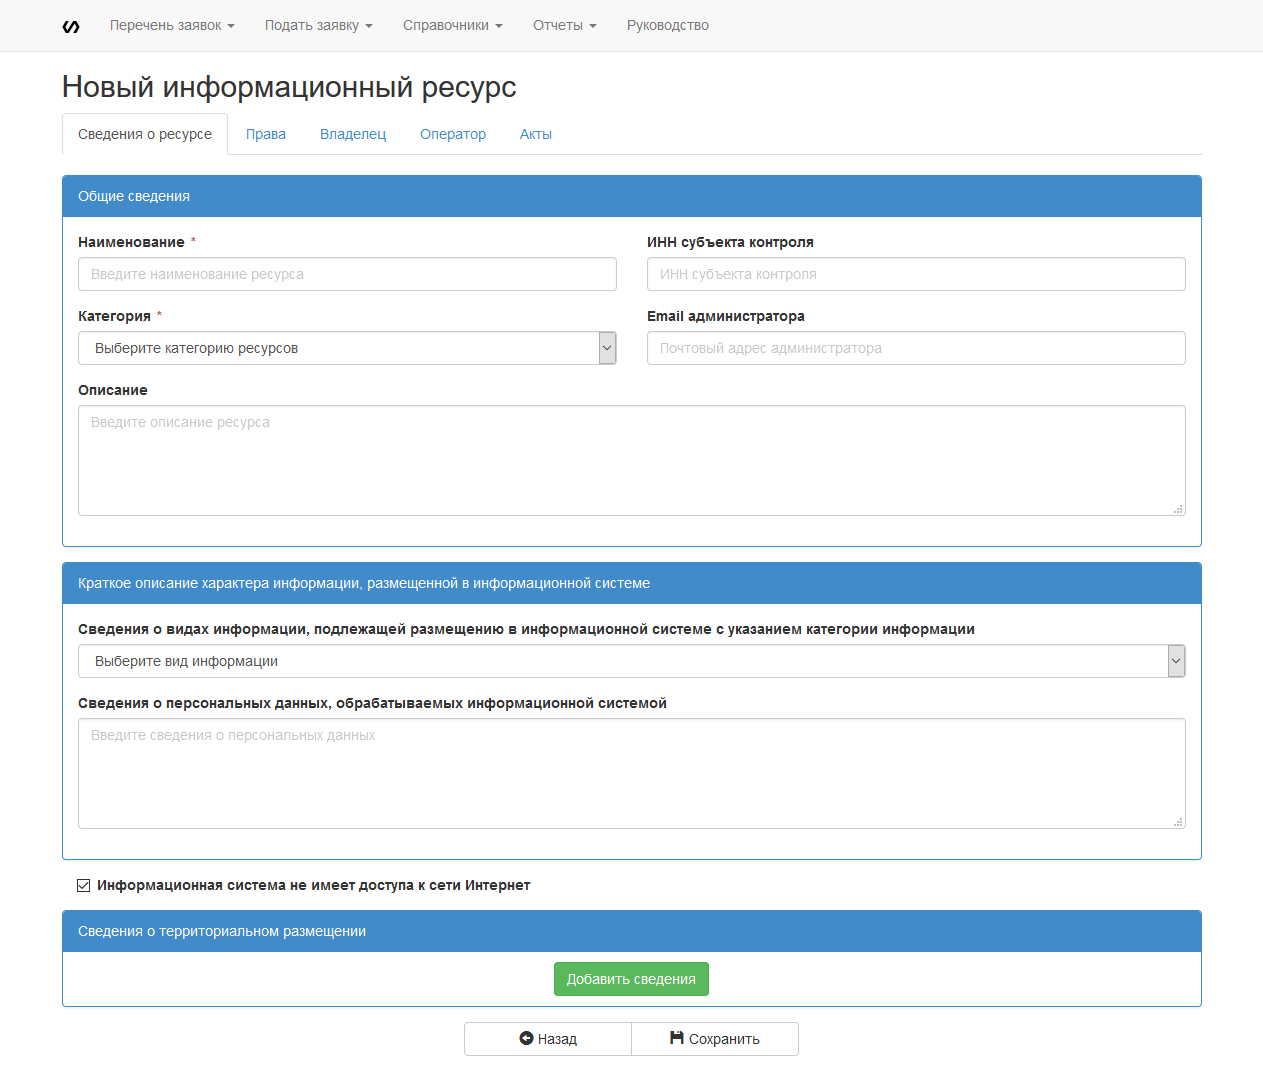 Перечень заявок Подать заявку Справочники Отчеты Руководство
Новый информационный ресурс
Сведения о ресурсе Права Владелец Оператор Акты
Общие сведения
Наименование * ИНН субъекта контроля
Введите наименование ресурса ИНН субъекта контроля
Категория * Email администратора
Выберите категорию ресурсов Почтовый адрес администратора
Описание
Введите описание ресурса
Краткое описание характера информации, размещенной в информационной системе
Сведения о видах информации, подлежащей размещению в информационной системе с указанием категории информации
Выберите вид информации
Сведения о персональных данных, обрабатываемых информационной системой
Введите сведения о персональных данных
Информационная система не имеет доступа к сети Интернет
Сведения о территориальном размещении
Добавить сведения
Назад Сохранить